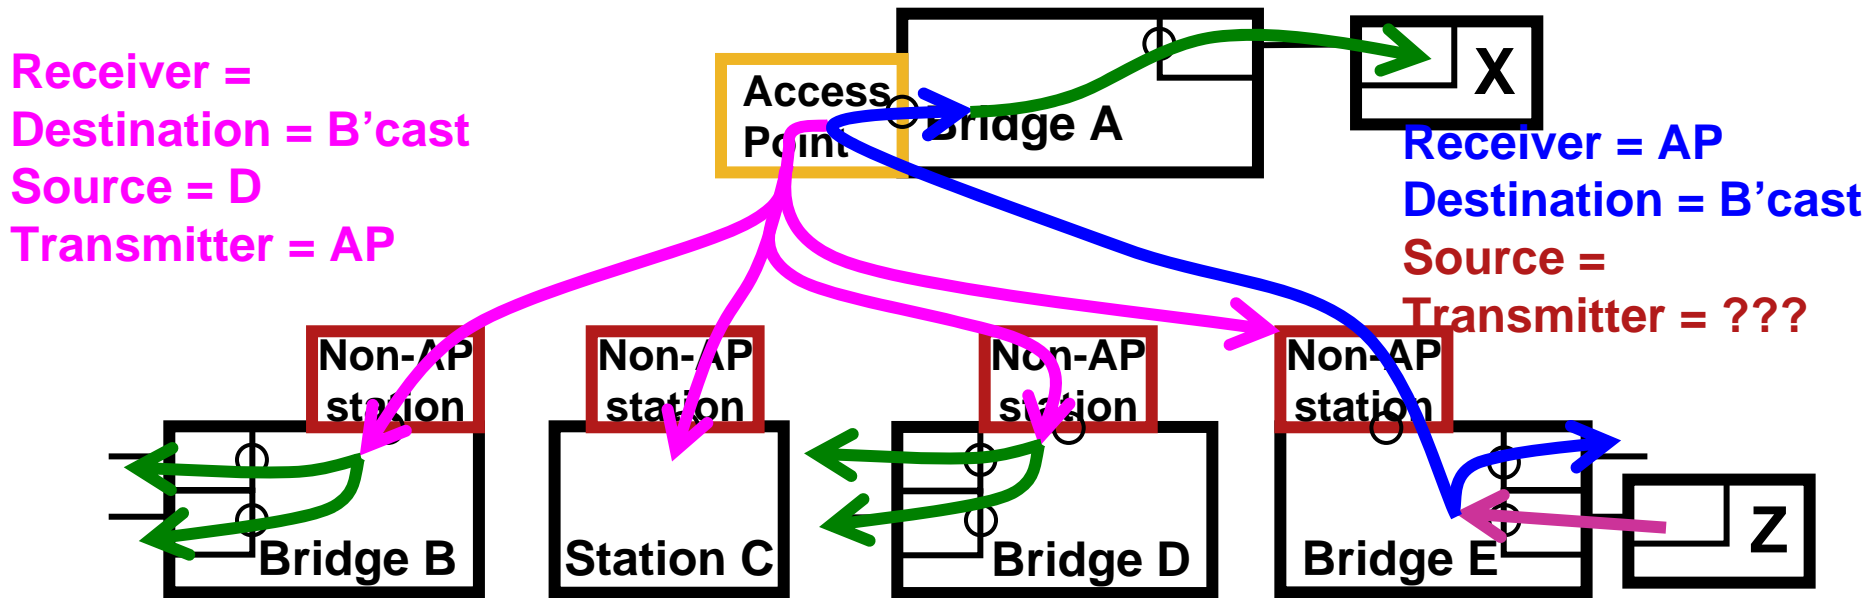 Receiver =
Destination = B’cast
Source = D
Transmitter = AP
Access
Point
Bridge A
X
Receiver = AP
Destination = B’cast
Source =
Transmitter = ???
Non-AP
station
Non-AP
station
Non-AP
station
Non-AP
station
Bridge B
Station C
Bridge D
Bridge E
Z